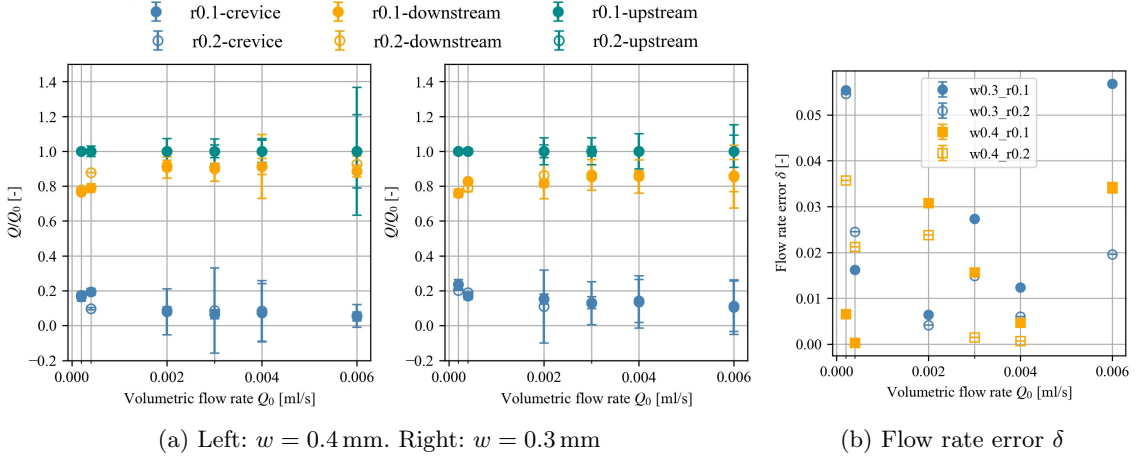 r0.1-crevice r0.1-downstream r0.1-upstream
r0.2-crevice r0.2-downstream r0.2-upstream
1.4
1.2
1.0
0.8
0.6
0.4
0.2
0.0
−0.2
Q/Q₀ [-]
0.000 0.002 0.004 0.006
Volumetric flow rate Q₀ [ml/s]
1.4
1.2
1.0
0.8
0.6
0.4
0.2
0.0
−0.2
Q/Q₀ [-]
0.000 0.002 0.004 0.006
Volumetric flow rate Q₀ [ml/s]
(a) Left: w = 0.4 mm. Right: w = 0.3 mm
w0.3_r0.1
w0.3_r0.2
w0.4_r0.1
w0.4_r0.2
0.05
0.04
0.03
0.02
0.01
0.00
Flow rate error δ [-]
0.000 0.002 0.004 0.006
Volumetric flow rate Q₀ [ml/s]
(b) Flow rate error δ